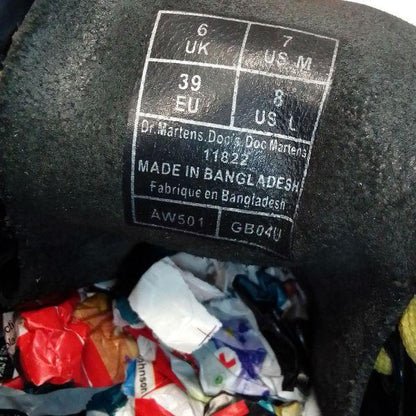 6 UK 7 US M
39 EU 8 US L
Dr.Martens.Doc's.Doc Martens
11822
MADE IN BANGLADESH
Fabrique en Bangladesh
AW501 GB04U
ohnson